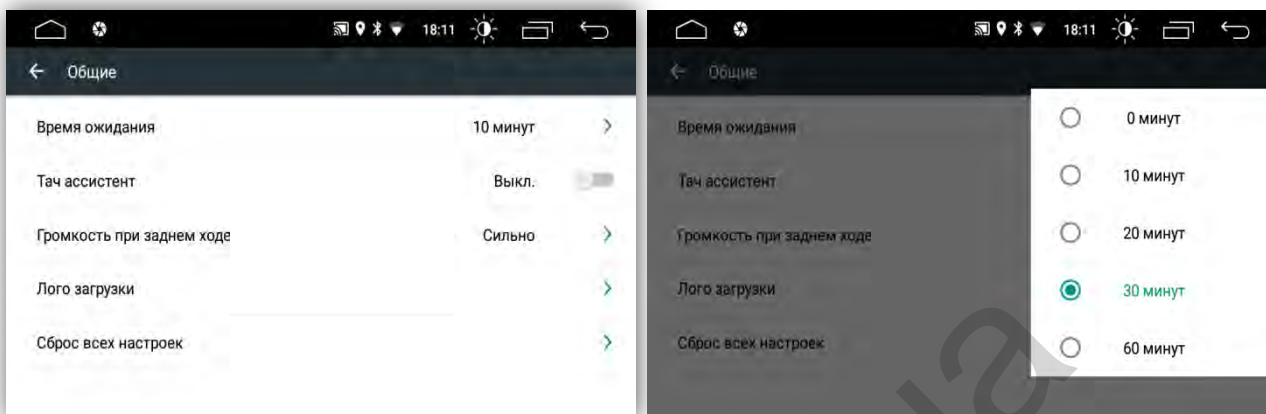 18:11
Общие
Время ожидания 10 минут
Тач ассистент Выкл.
Громкость при заднем ходе Сильно
Лого загрузки
Сброс всех настроек
18:11
Общие
Время ожидания
Тач ассистент
Громкость при заднем ходе
Лого загрузки
Сброс всех настроек
0 минут
10 минут
20 минут
30 минут
60 минут